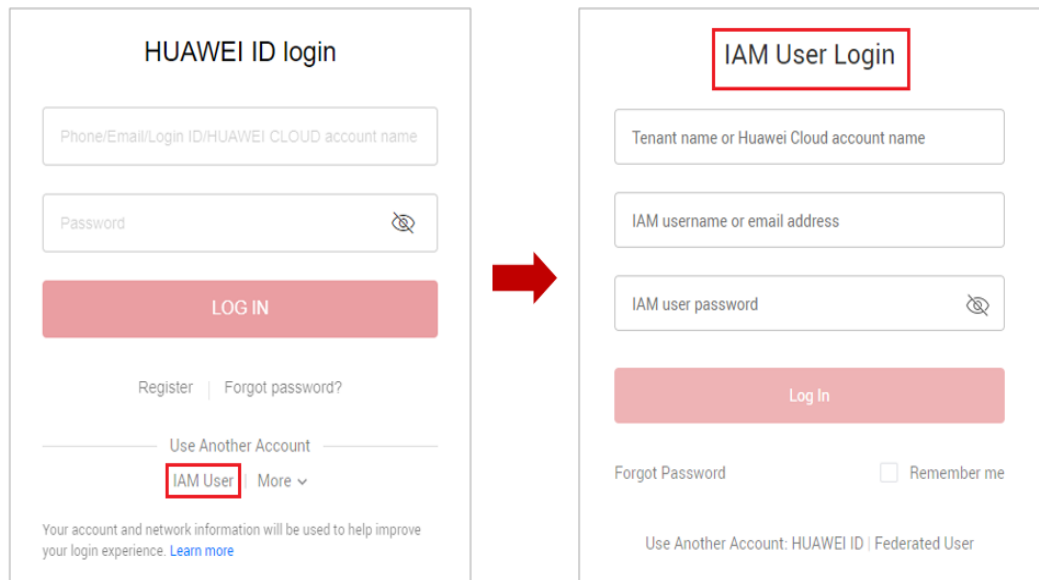 HUAWEI ID login
Phone/Email/Login ID/HUAWEI CLOUD account name
Password
LOG IN
Register | Forgot password?
Use Another Account
IAM User | More
Your account and network information will be used to help improve
your login experience. Learn more
IAM User Login
Tenant name or Huawei Cloud account name
IAM username or email address
IAM user password
Log In
Forgot Password
Remember me
Use Another Account: HUAWEI ID | Federated User